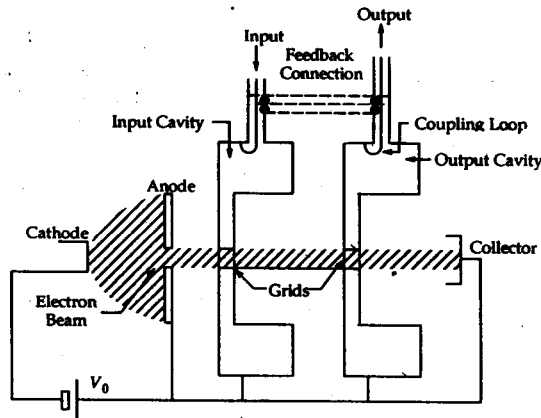 Output
Input
Feedback
Connection
Input Cavity
Coupling Loop
Output Cavity
Anode
Cathode
Collector
Electron
Beam
Grids
V₀